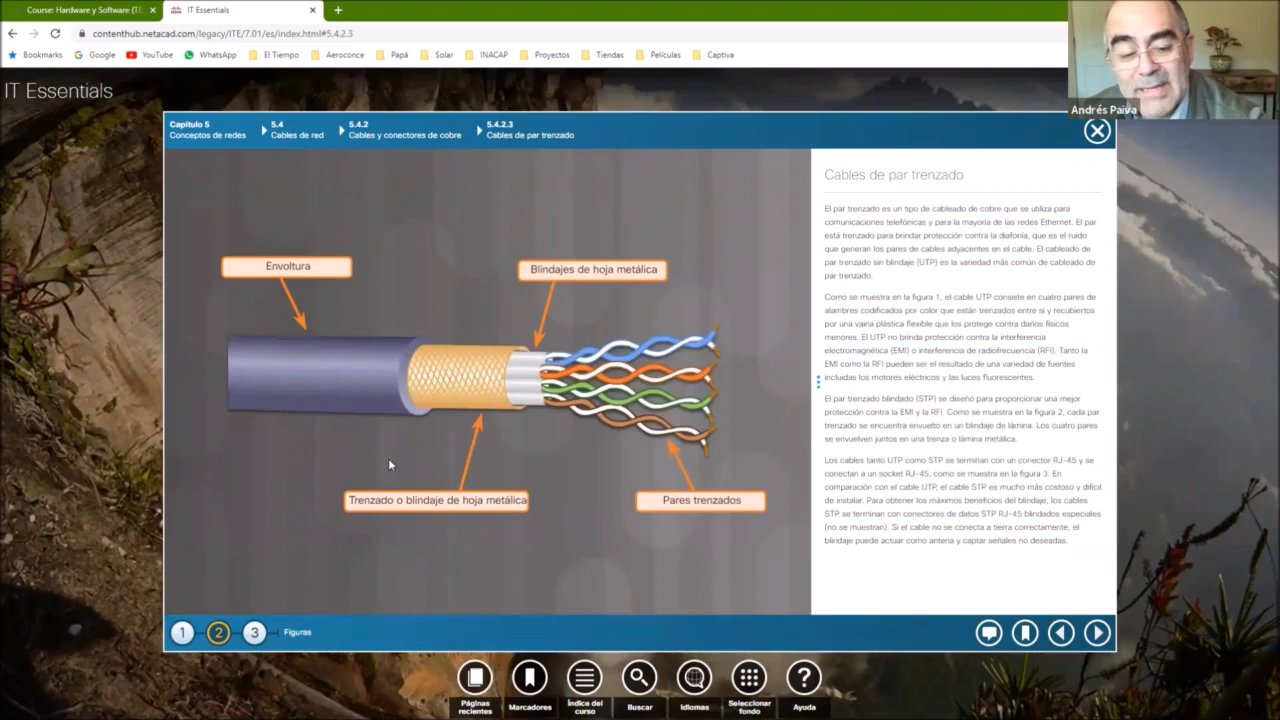 Course: Hardware y Software (TI
IT Essentials
contenthub.netacad.com/legacy/ITE/7.01/es/index.html#5.4.2.3
Bookmarks Google YouTube WhatsApp El Tiempo Aeroconce Papá Solar INACAP Proyectos Tiendas Películas Captiva
Andrés Paiva
IT Essentials
Capítulo 5
Conceptos de redes
5.4
Cables de red
5.4.2
Cables y conectores de cobre
5.4.2.3
Cables de par trenzado
Envoltura
Blindajes de hoja metálica
Trenzado o blindaje de hoja metálica
Pares trenzados
Cables de par trenzado
El par trenzado es un tipo de cableado de cobre que se utiliza para
comunicaciones telefónicas y para la mayoría de las redes Ethernet. El par
está trenzado para brindar protección contra la diafonía, que es el ruido
que generan los pares de cables adyacentes en el cable. El cableado de
par trenzado sin blindaje (UTP) es la variedad más común de cableado de
par trenzado.
Como se muestra en la figura 1, el cable UTP consiste en cuatro pares de
alambres codificados por color que están trenzados entre sí y recubiertos
por una vaina plástica flexible que los protege contra daños físicos
menores. El UTP no brinda protección contra la interferencia
electromagnética (EMI) o interferencia de radiofrecuencia (RFI). Tanto la
EMI como la RFI pueden ser el resultado de una variedad de fuentes
incluidas los motores eléctricos y las luces fluorescentes.
El par trenzado blindado (STP) se diseñó para proporcionar una mejor
protección contra la EMI y la RFI. Como se muestra en la figura 2, cada par
trenzado se encuentra envuelto en un blindaje de lámina. Los cuatro pares
se envuelven juntos en una trenza o lámina metálica.
Los cables tanto UTP como STP se terminan con un conector RJ-45 y se
conectan a un socket RJ-45, como se muestra en la figura 3. En
comparación con el cable UTP, el cable STP es mucho más costoso y difícil
de instalar. Para obtener los máximos beneficios del blindaje, los cables
STP se terminan con conectores de datos STP RJ-45 blindados especiales
(no se muestran). Si el cable no se conecta a tierra correctamente, el
blindaje puede actuar como antena y captar señales no deseadas.
1 2 3 Figuras
Páginas
recientes
Marcadores
Índice del
curso
Buscar
Idiomas
Seleccionar
fondo
?
Ayuda